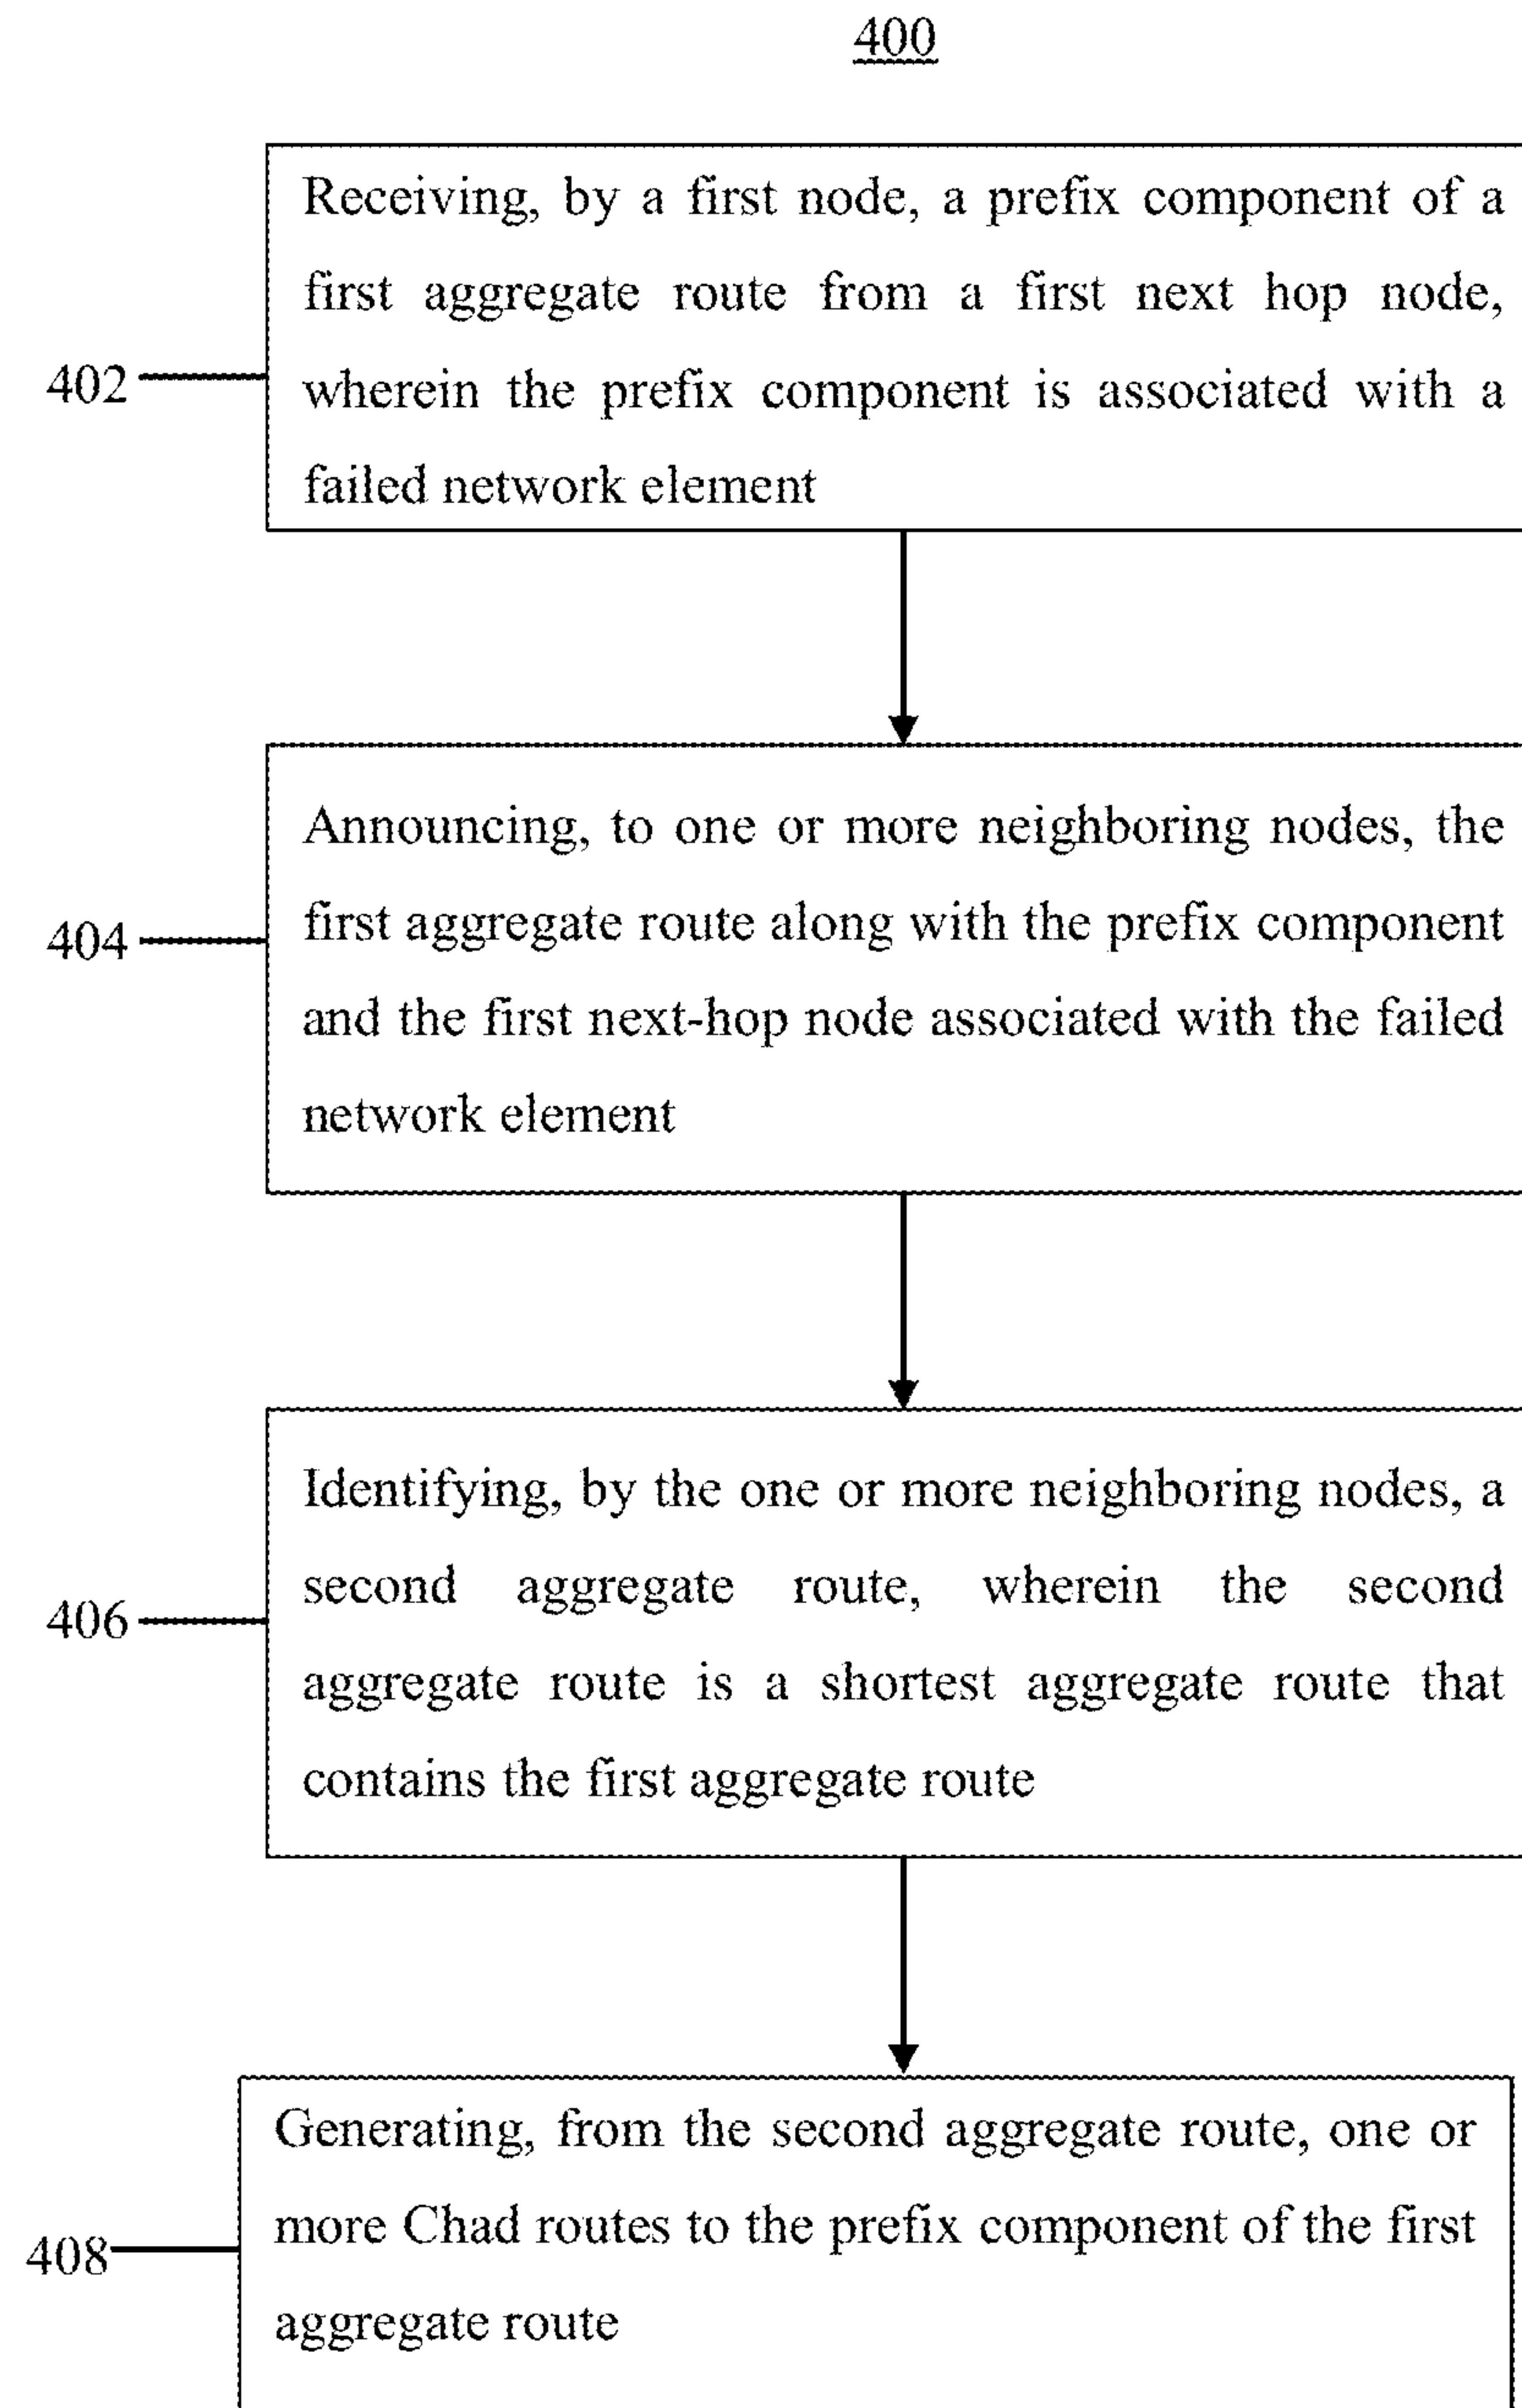 400
Receiving, by a first node, a prefix component of a
first aggregate route from a first next hop node,
wherein the prefix component is associated with a
failed network element
402
Announcing, to one or more neighboring nodes, the
first aggregate route along with the prefix component
and the first next-hop node associated with the failed
network element
404
Identifying, by the one or more neighboring nodes, a
second aggregate route, wherein the second
aggregate route is a shortest aggregate route that
contains the first aggregate route
406
Generating, from the second aggregate route, one or
more Chad routes to the prefix component of the first
aggregate route
408